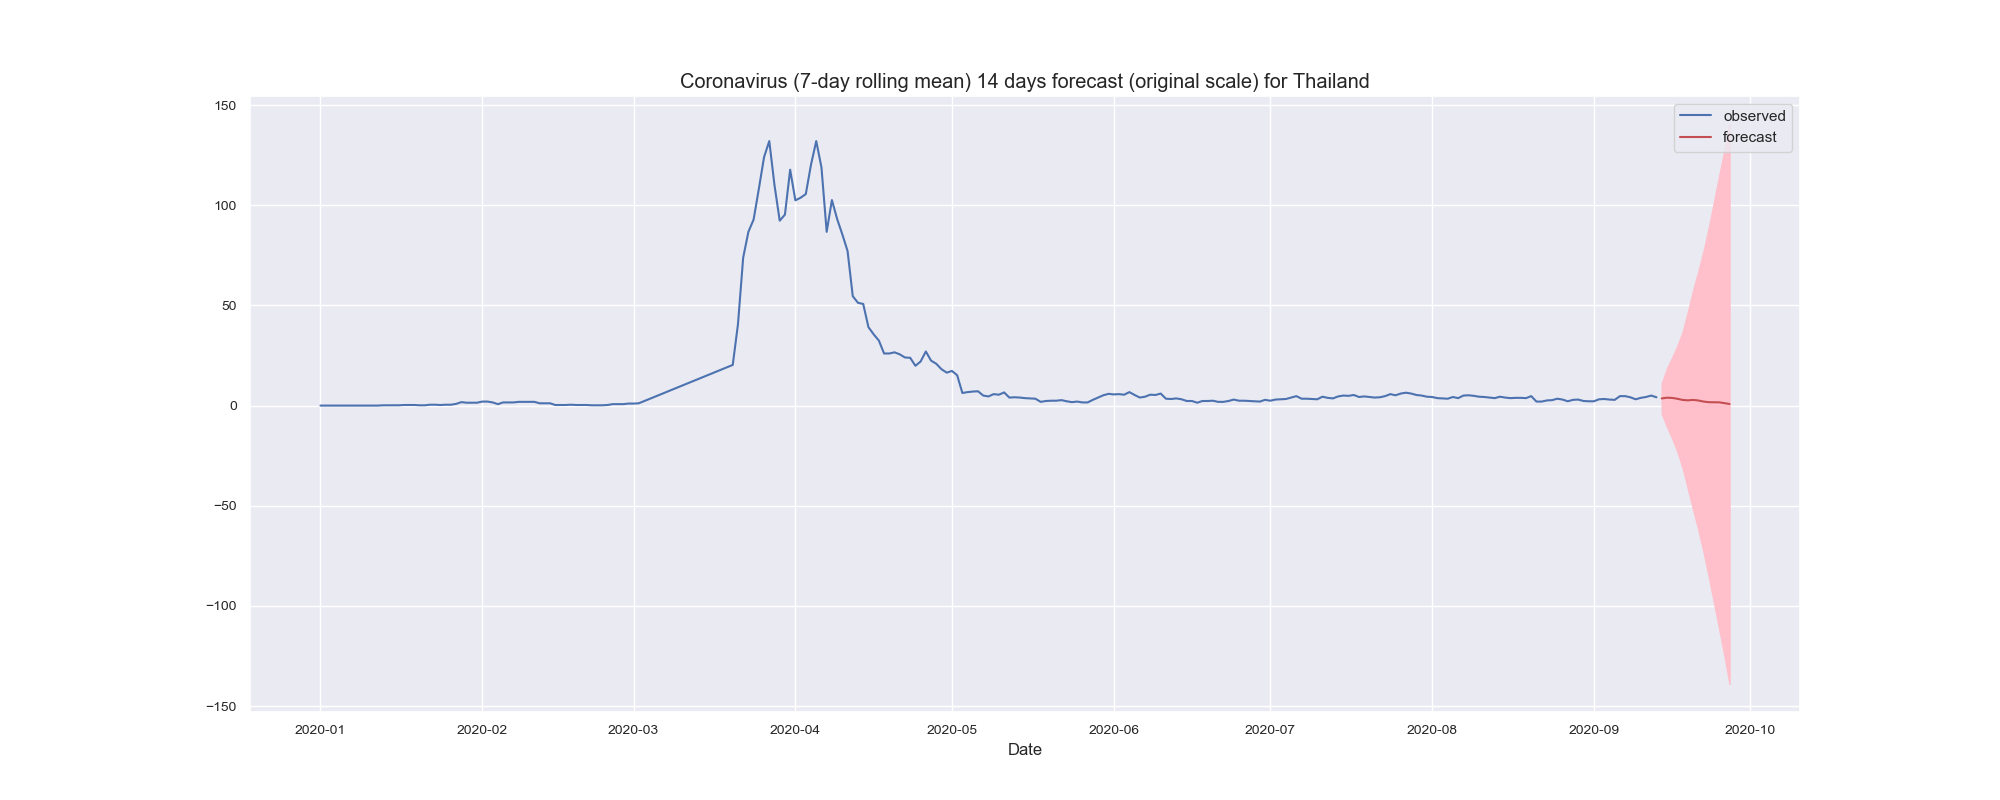 Coronavirus (7-day rolling mean) 14 days forecast (original scale) for Thailand
150
100
50
0
−50
−100
−150
observed
forecast
2020-01 2020-02 2020-03 2020-04 2020-05 2020-06 2020-07 2020-08 2020-09 2020-10
Date